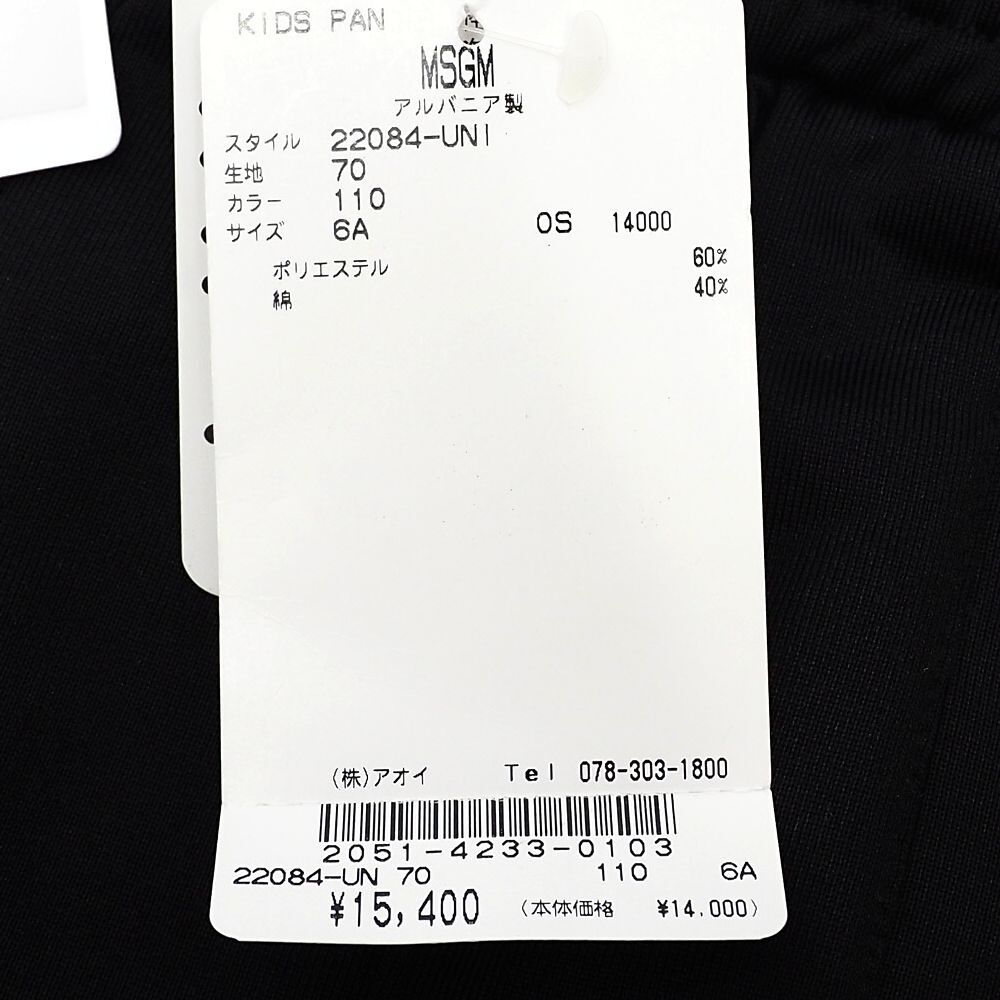 KIDS PAN
MSGM
アルバニア製
スタイル 22084-UNI
生地 70
カラー 110
サイズ 6A OS 14000
ポリエステル 60%
綿 40%
(株)アオイ Tel 078-303-1800
2051-4233-0103
22084-UN 70 110 6A
¥15,400 (本体価格 ¥14,000)